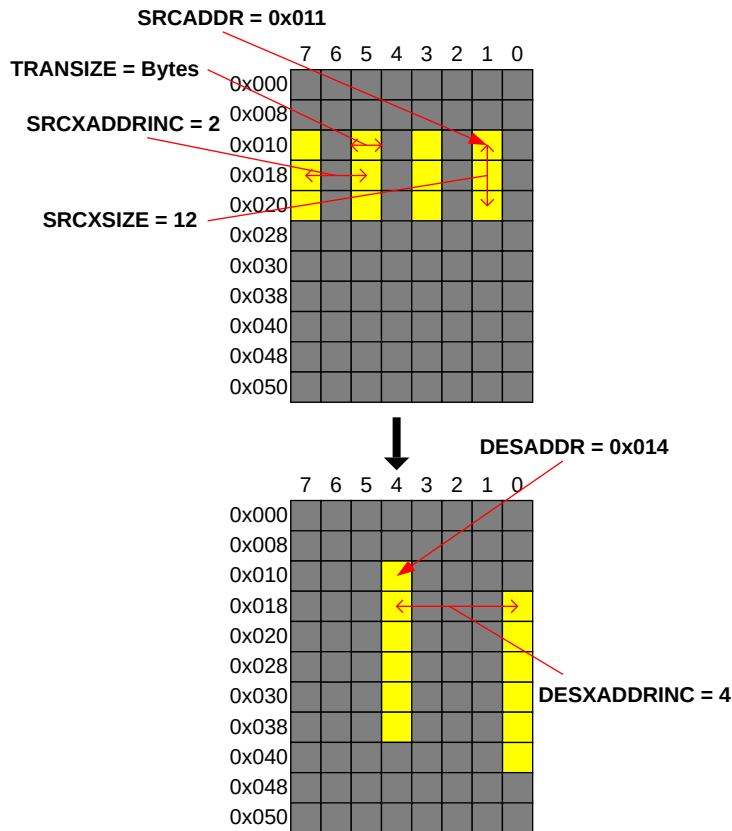 SRCADDR = 0x011
7 6 5 4 3 2 1 0
TRANSIZE = Bytes
0x000
0x008
SRCXADDRINC = 2
0x010
0x018
0x020
SRCXSIZE = 12
0x028
0x030
0x038
0x040
0x048
0x050
DESADDR = 0x014
7 6 5 4 3 2 1 0
0x000
0x008
0x010
0x018
0x020
0x028
0x030
DESXADDRINC = 4
0x038
0x040
0x048
0x050